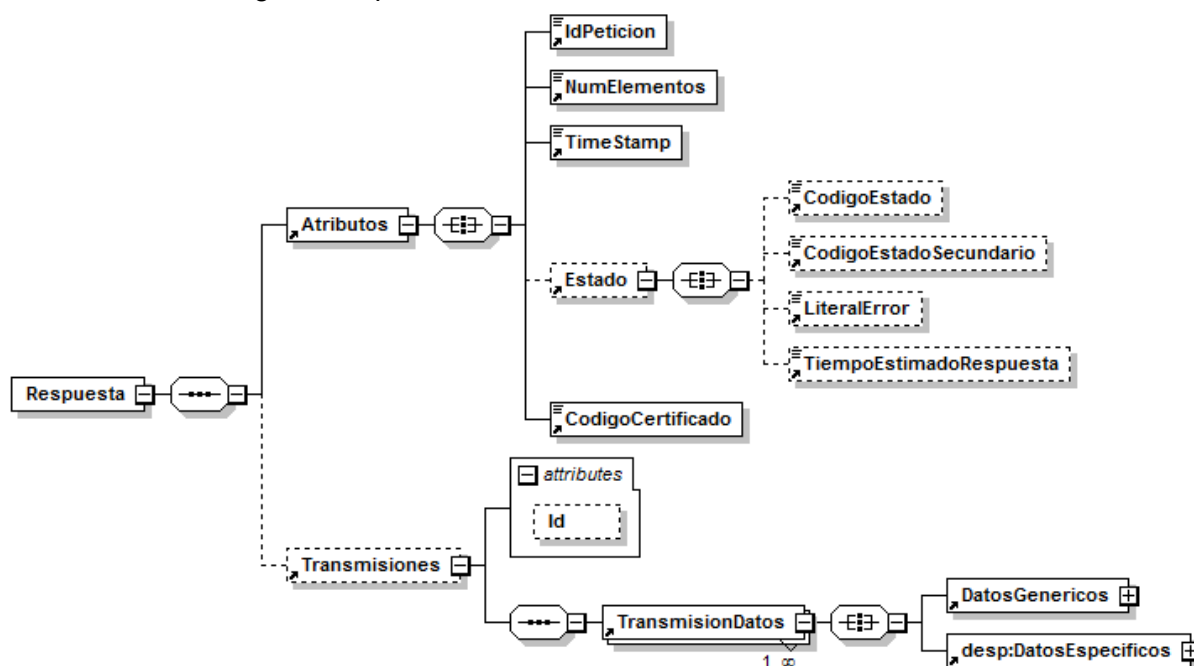 IdPeticion
NumElementos
TimeStamp
CodigoEstado
Atributos
CodigoEstadoSecundario
Estado
LiteralError
TiempoEstimadoRespuesta
Respuesta
CodigoCertificado
attributes
Id
Transmisiones
DatosGenericos
TransmisionDatos
desp:DatosEspecificos
1 ∞